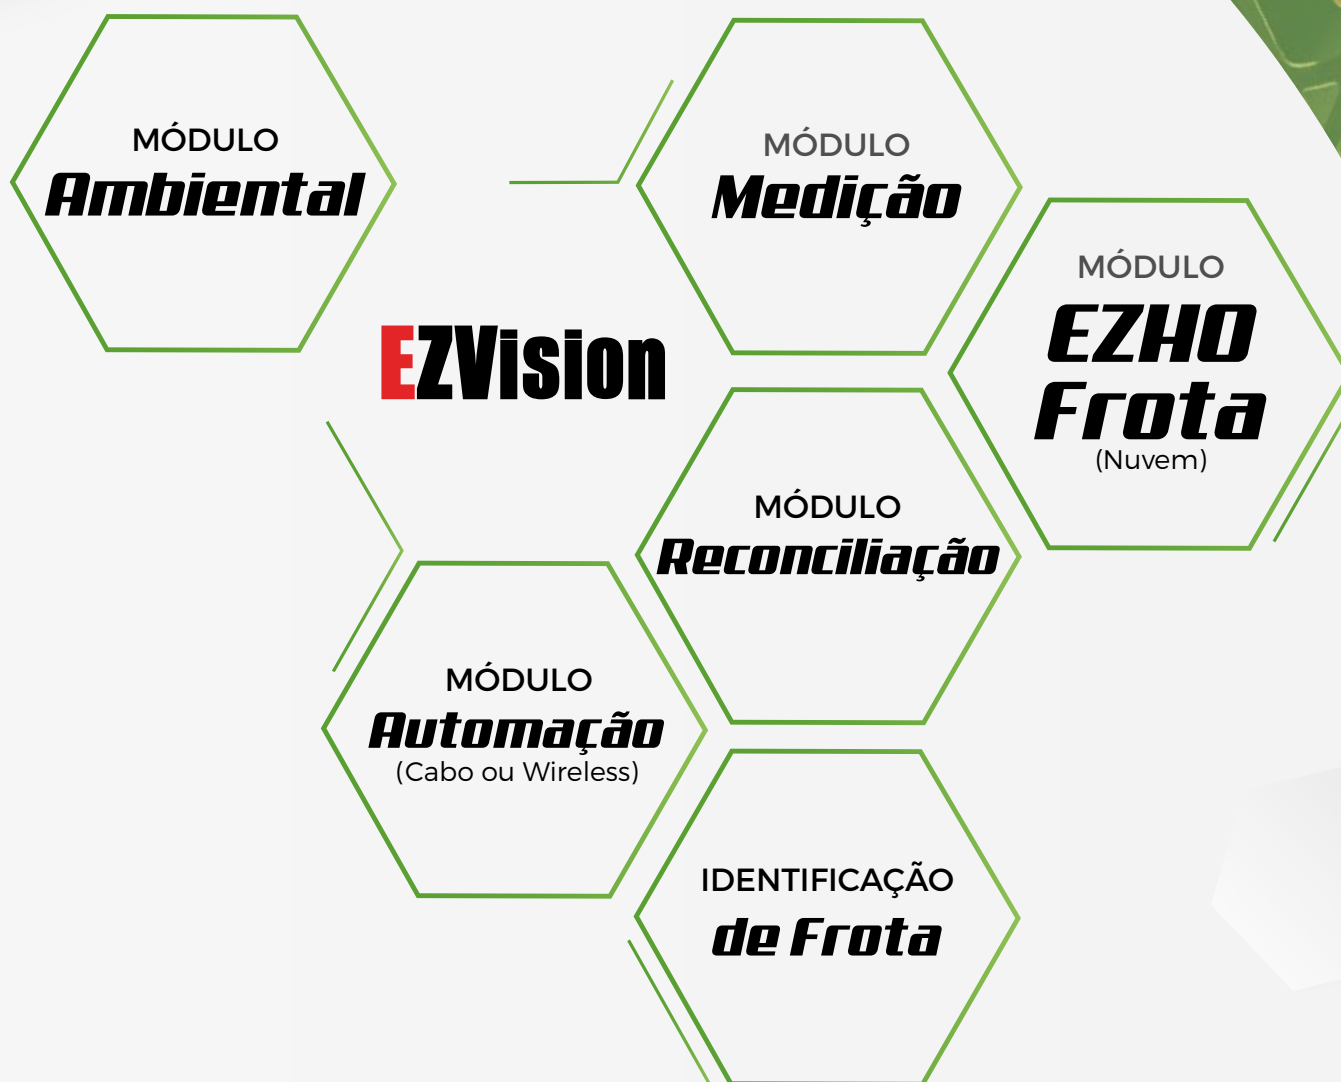 MÓDULO
Ambiental
MÓDULO
Medição
MÓDULO
EZHO
Frota
(Nuvem)
EZVision
MÓDULO
Reconciliação
MÓDULO
Automação
(Cabo ou Wireless)
IDENTIFICAÇÃO
de Frota